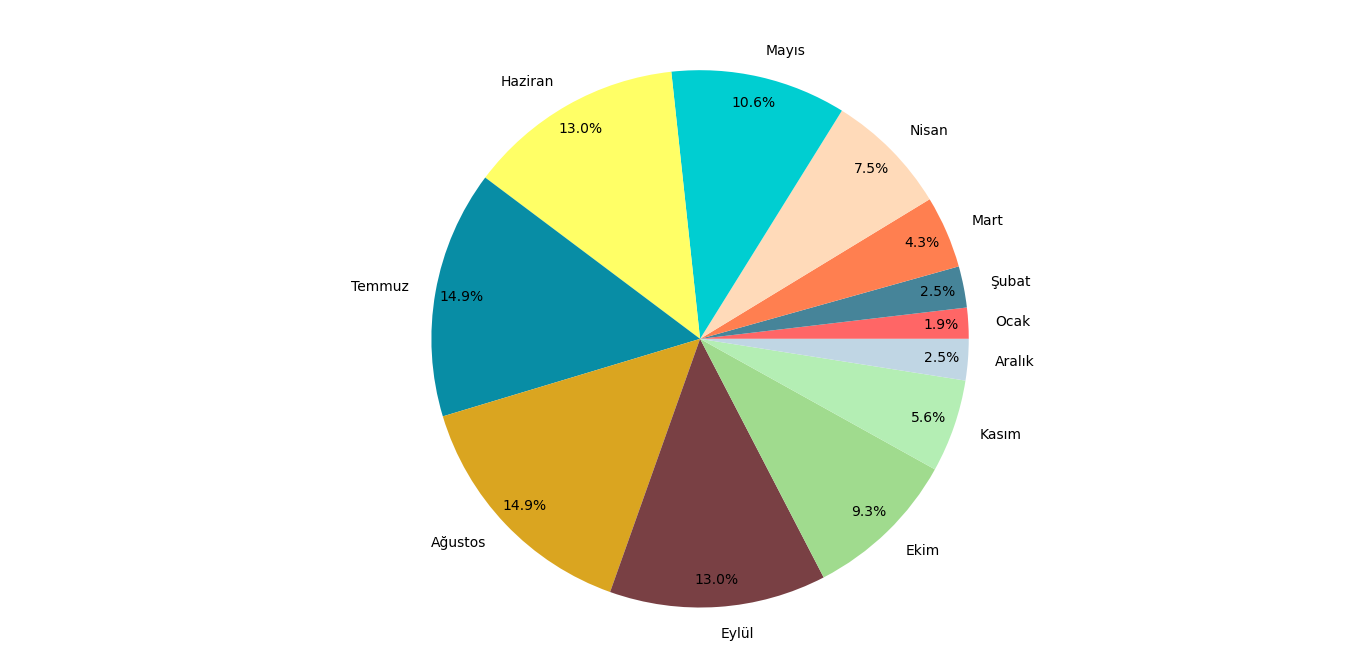 Mayıs
10.6%
Haziran
13.0%
Nisan
7.5%
Mart
4.3%
Şubat
2.5%
Ocak
1.9%
Temmuz
14.9%
Aralık
2.5%
Kasım
5.6%
Ağustos
14.9%
Ekim
9.3%
Eylül
13.0%